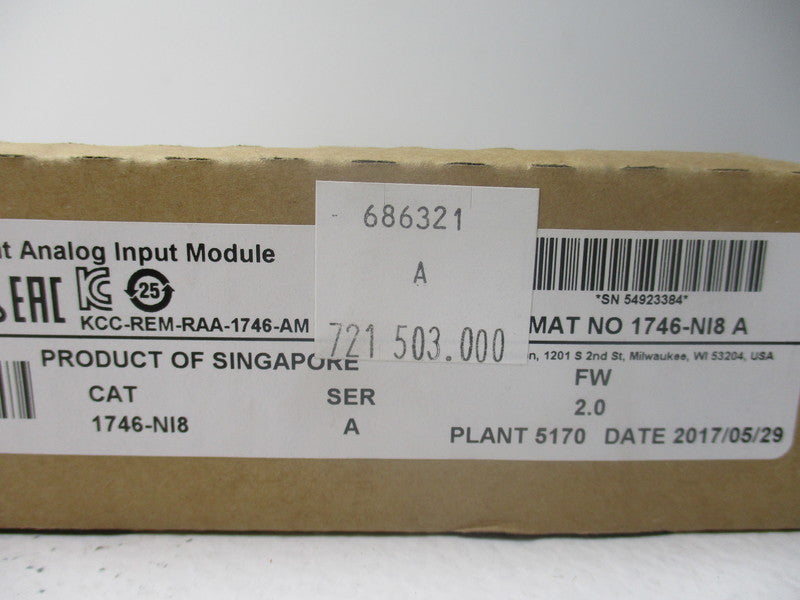 686321
A
721 503.000
nt Analog Input Module
EAC
25
KCC-REM-RAA-1746-AM
*SN 54923384*
MAT NO 1746-NI8 A
PRODUCT OF SINGAPORE
n, 1201 S 2nd St, Milwaukee, WI 53204, USA
CAT
SER
FW
1746-NI8
A
2.0
PLANT 5170 DATE 2017/05/29